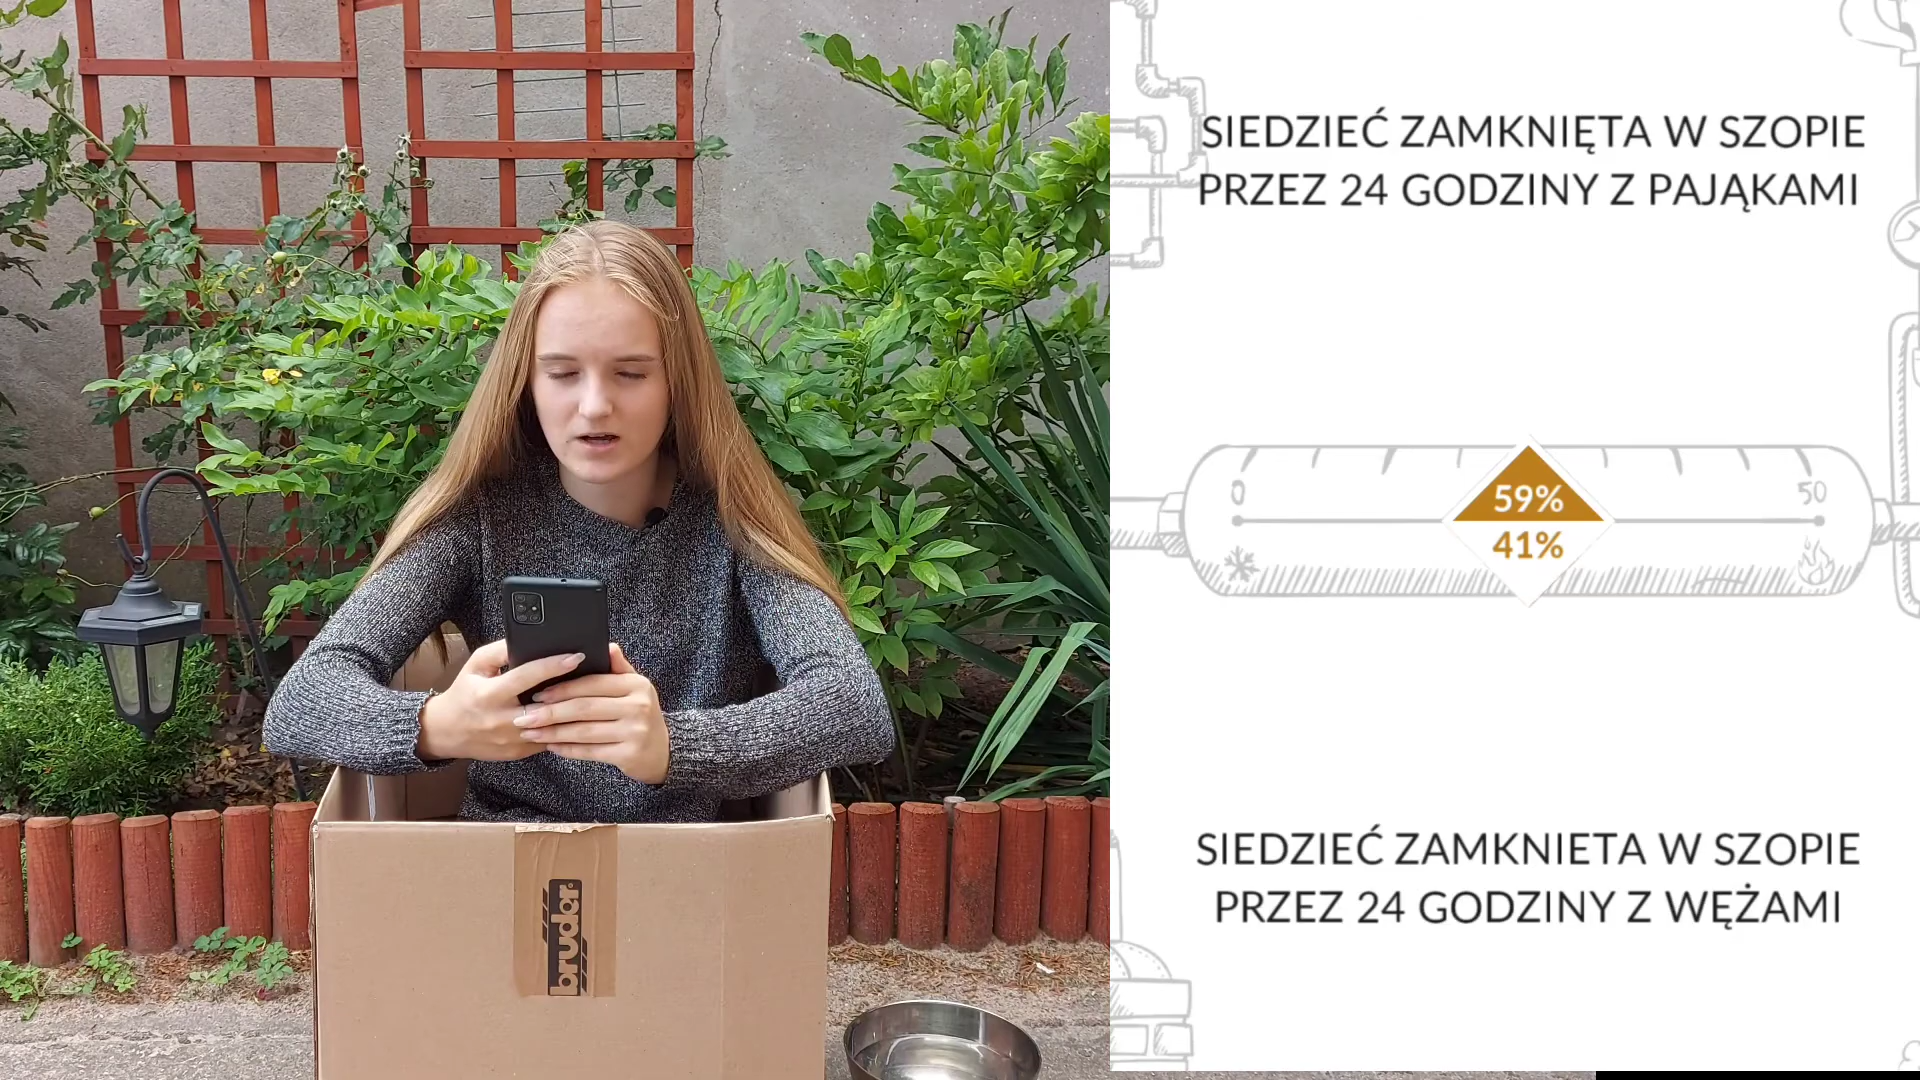 SIEDZIEĆ ZAMKNIĘTA W SZOPIE
PRZEZ 24 GODZINY Z PAJĄKAMI
0
50
59%
41%
SIEDZIEĆ ZAMKNIETA W SZOPIE
PRZEZ 24 GODZINY Z WĘŻAMI
bruder